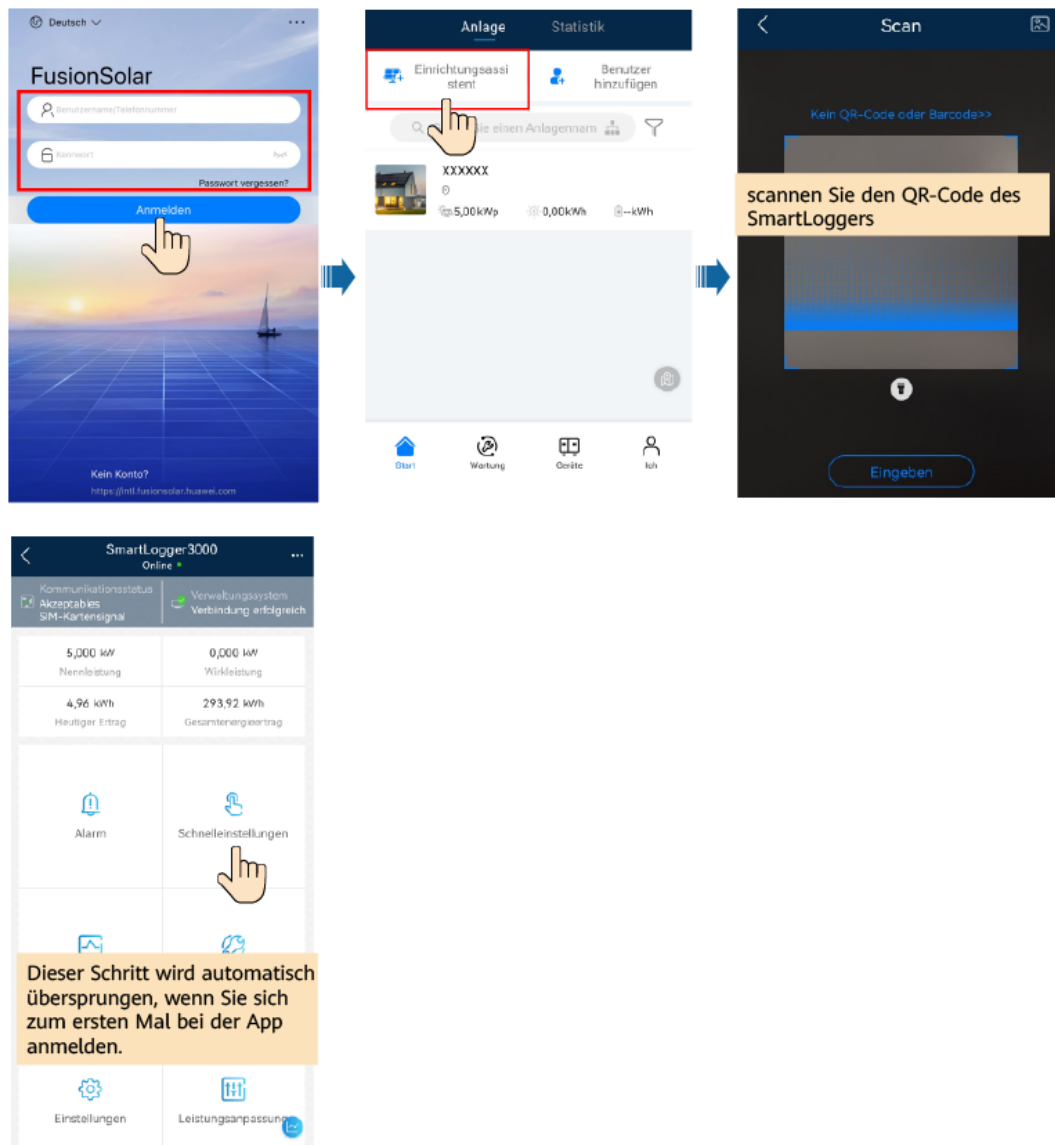 Deutsch
FusionSolar
Benutzername/Telefonnummer
Kennwort
Passwort vergessen?
Anmelden
Kein Konto?
https://intl.fusionsolar.huawei.com
Anlage Statistik
Einrichtungsassi
stent
Benutzer
hinzufügen
Sie einen Anlagennam
XXXXXX
5,00kWp 0,00kWh --kWh
Start Wartung Geräte Ich
Scan
Kein QR-Code oder Barcode>>
scannen Sie den QR-Code des
SmartLoggers
Eingeben
SmartLogger3000
Online
Kommunikationsstatus
Akzeptables
SIM-Kartensignal
Verwaltungssystem
Verbindung erfolgreich
5,000 kW 0,000 kW
Nennleistung Wirkleistung
4,96 kWh 293,92 kWh
Heutiger Ertrag Gesamtenergieertrag
Alarm Schnelleinstellungen
Dieser Schritt wird automatisch
übersprungen, wenn Sie sich
zum ersten Mal bei der App
anmelden.
Einstellungen Leistungsanpassung